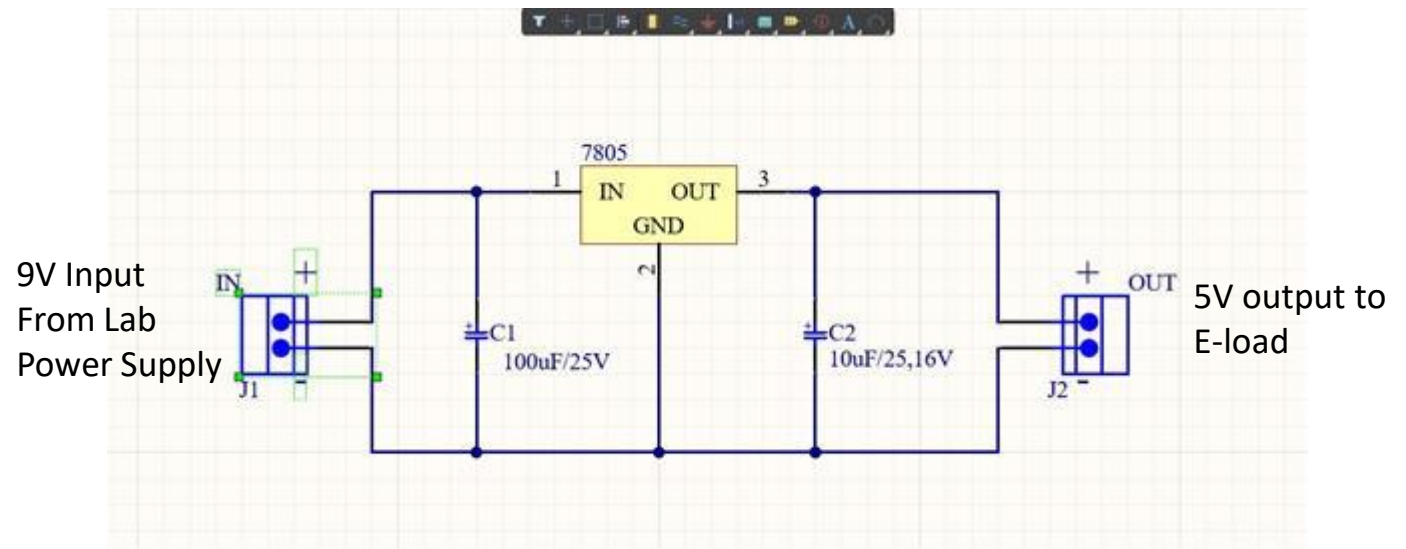 7805
1
IN
OUT
3
GND
2
9V Input
From Lab
Power Supply
IN
+
J1
-
+
C1
100uF/25V
+
C2
10uF/25,16V
+
OUT
J2
-
5V output to
E-load
A